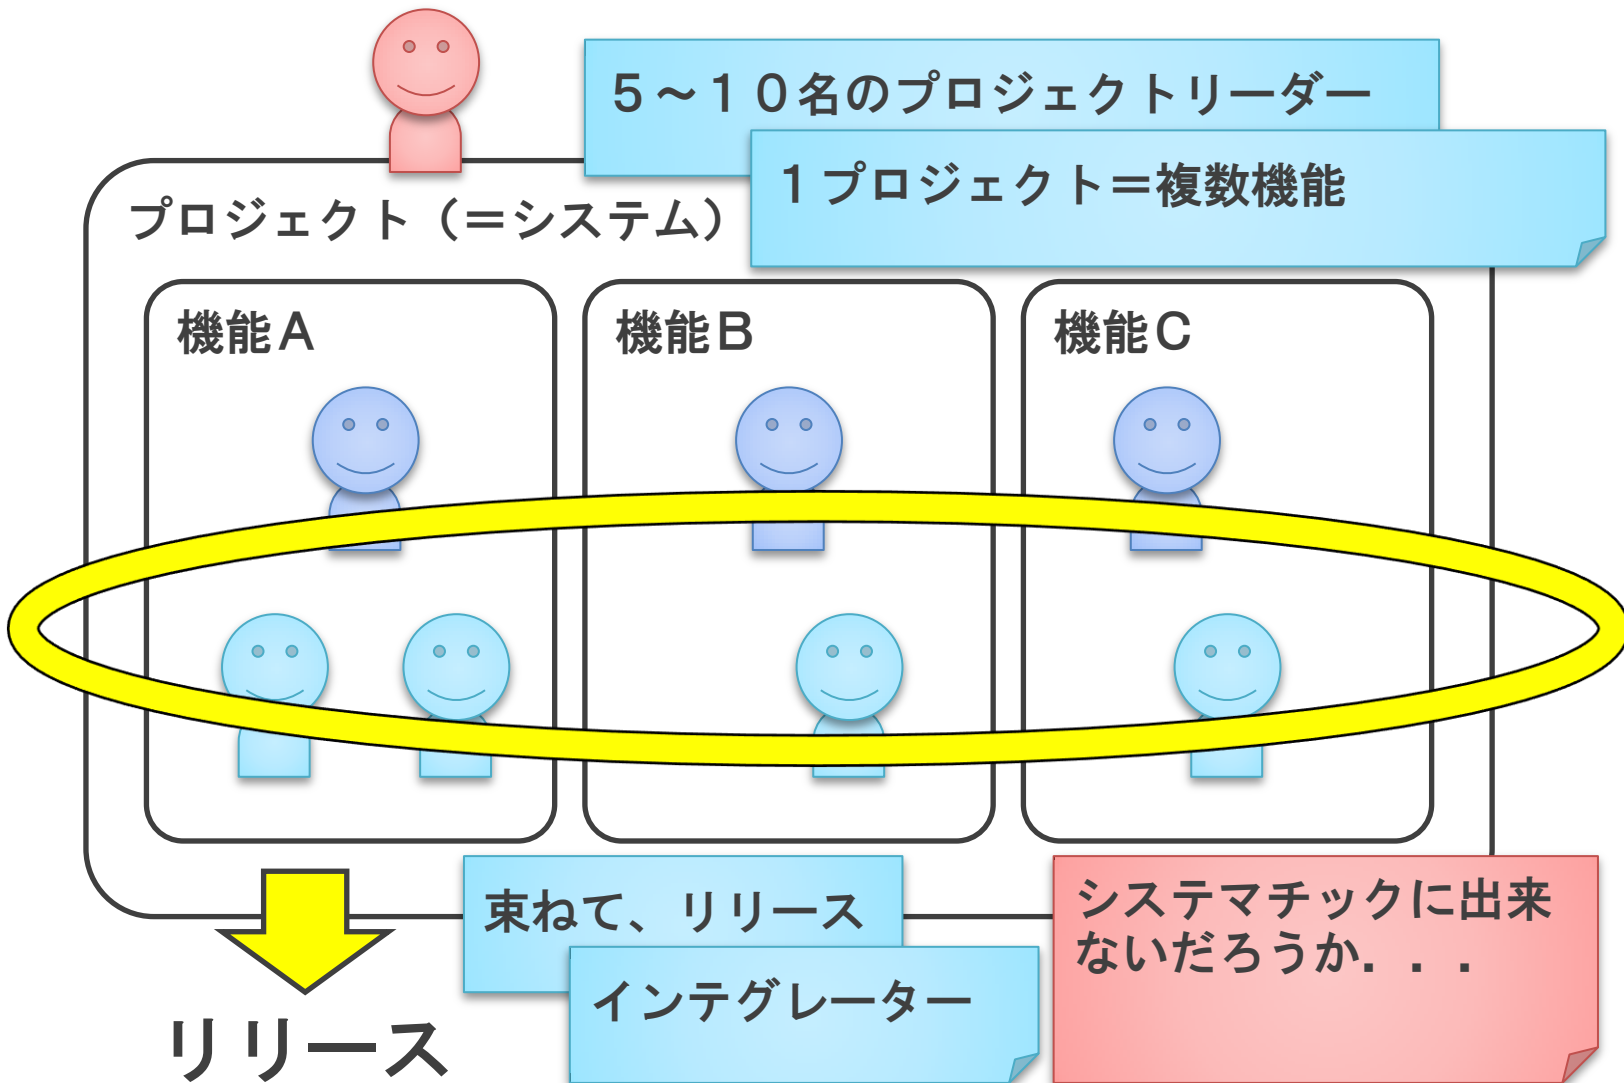 ５～１０名のプロジェクトリーダー
１プロジェクト＝複数機能
プロジェクト（＝システム）
機能Ａ
機能Ｂ
機能Ｃ
束ねて、リリース
インテグレーター
システマチックに出来
ないだろうか．．．
リリース